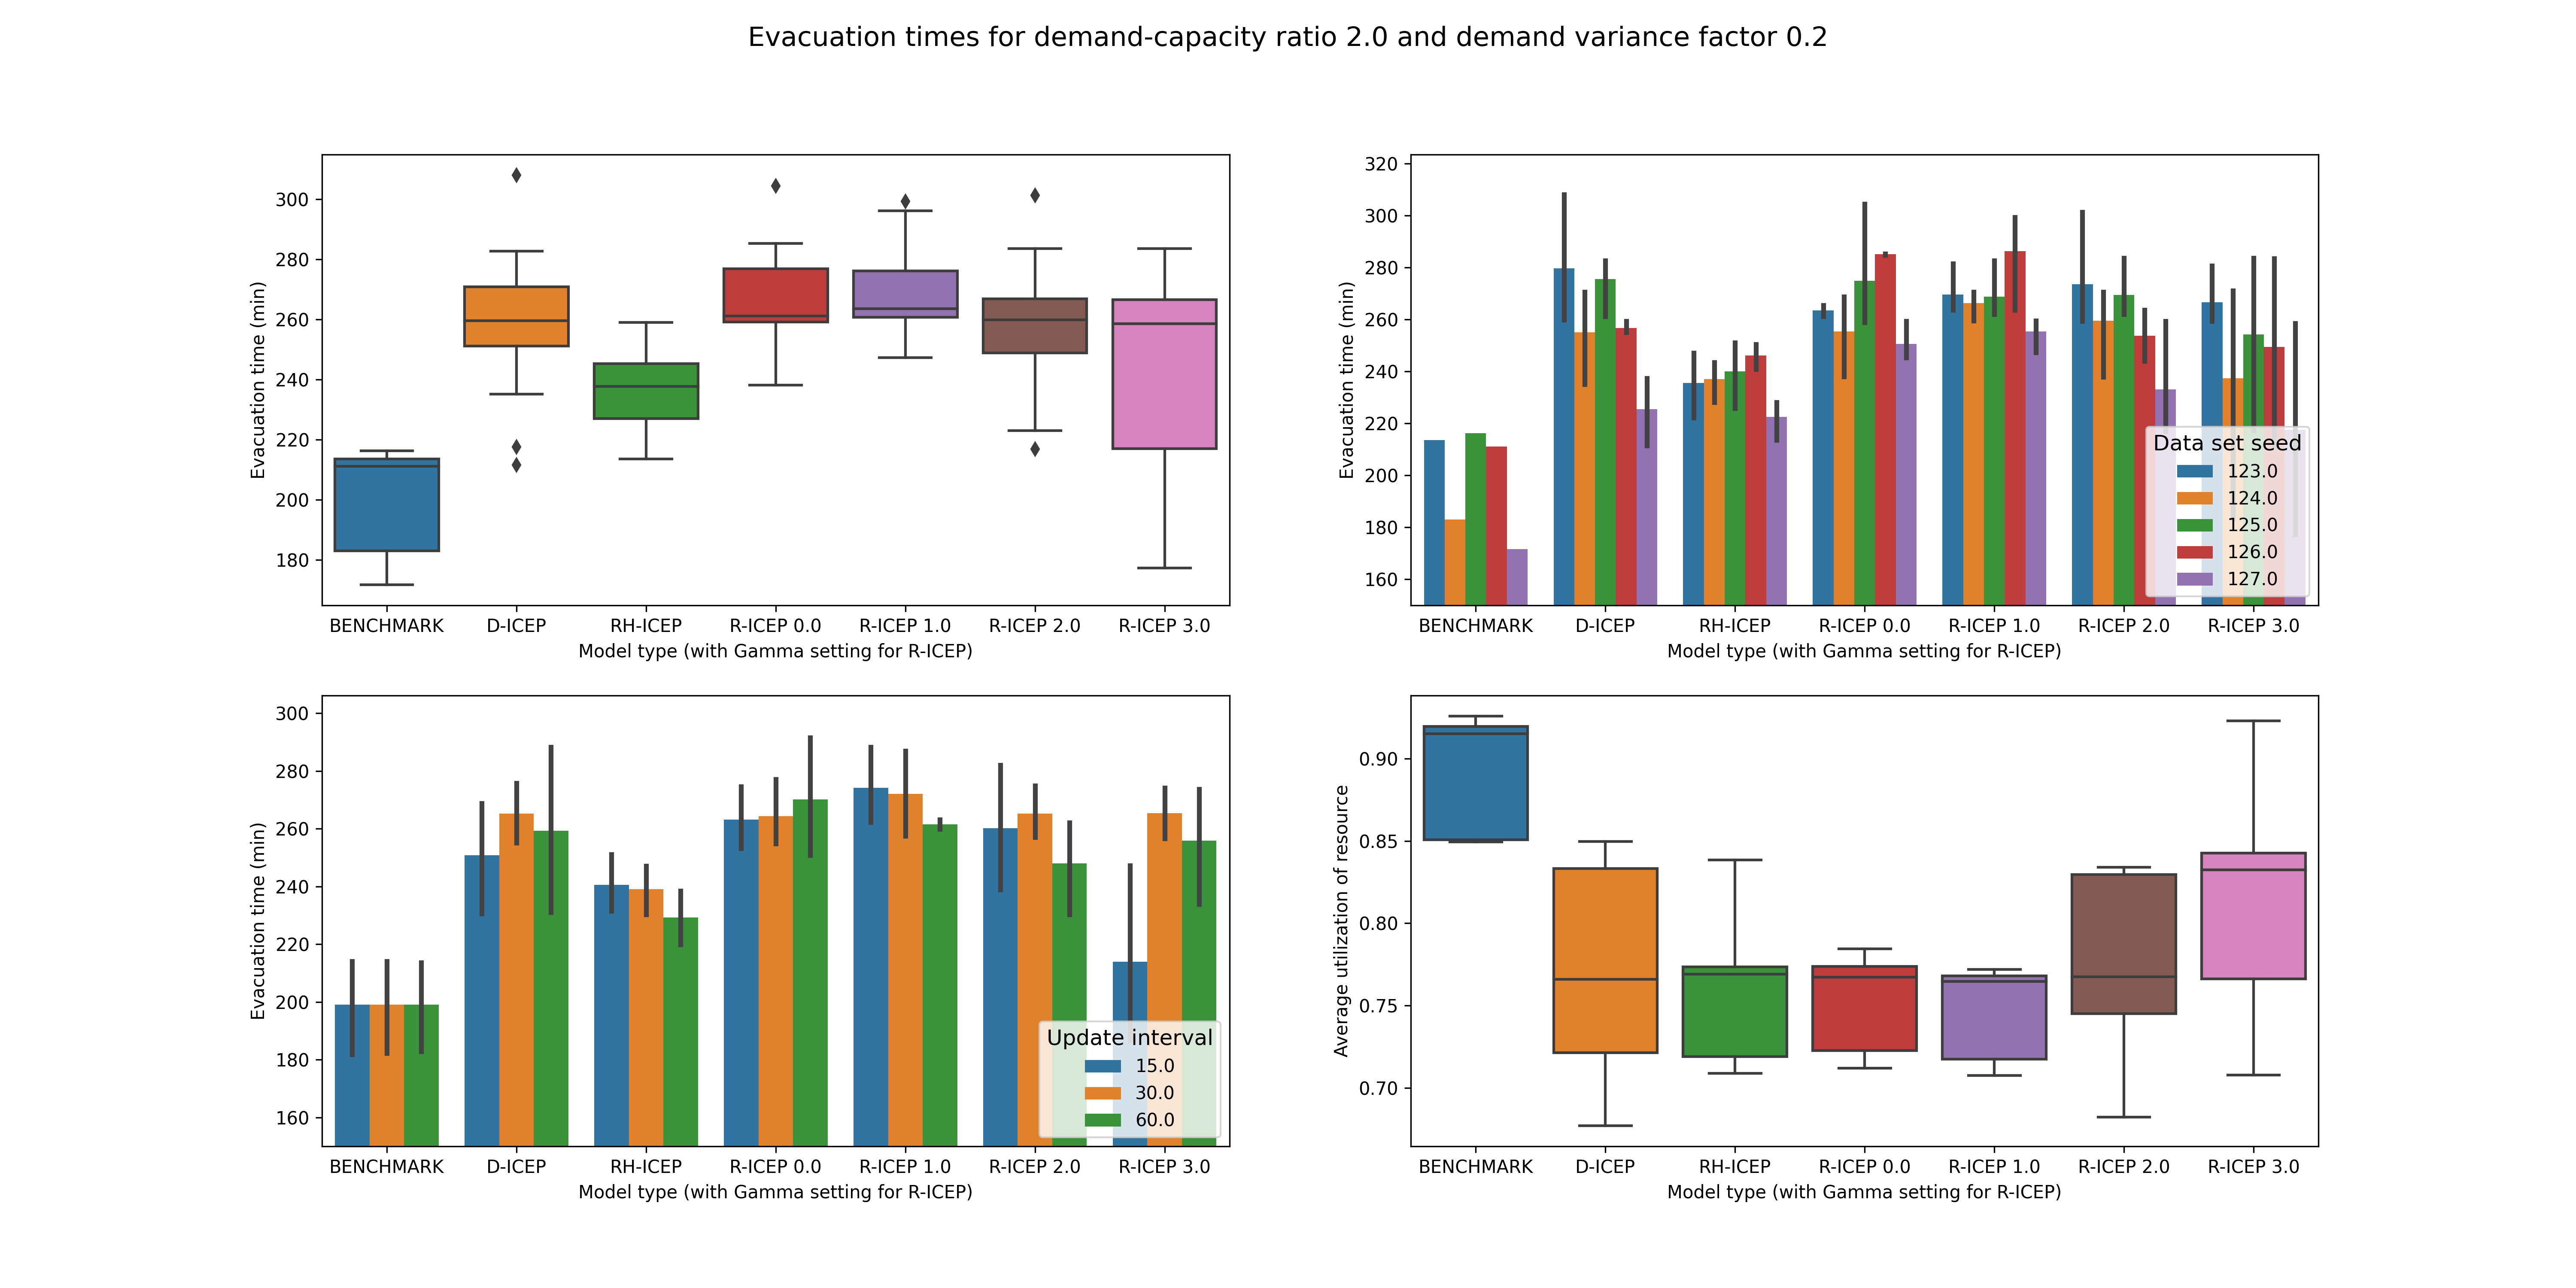 Evacuation times for demand-capacity ratio 2.0 and demand variance factor 0.2
Evacuation time (min)
300
280
260
240
220
200
180
BENCHMARK D-ICEP RH-ICEP R-ICEP 0.0 R-ICEP 1.0 R-ICEP 2.0 R-ICEP 3.0
Model type (with Gamma setting for R-ICEP)
Evacuation time (min)
320
300
280
260
240
220
200
180
160
Data set seed
123.0
124.0
125.0
126.0
127.0
BENCHMARK D-ICEP RH-ICEP R-ICEP 0.0 R-ICEP 1.0 R-ICEP 2.0 R-ICEP 3.0
Model type (with Gamma setting for R-ICEP)
Evacuation time (min)
300
280
260
240
220
200
180
160
Update interval
15.0
30.0
60.0
BENCHMARK D-ICEP RH-ICEP R-ICEP 0.0 R-ICEP 1.0 R-ICEP 2.0 R-ICEP 3.0
Model type (with Gamma setting for R-ICEP)
Average utilization of resource
0.90
0.85
0.80
0.75
0.70
BENCHMARK D-ICEP RH-ICEP R-ICEP 0.0 R-ICEP 1.0 R-ICEP 2.0 R-ICEP 3.0
Model type (with Gamma setting for R-ICEP)